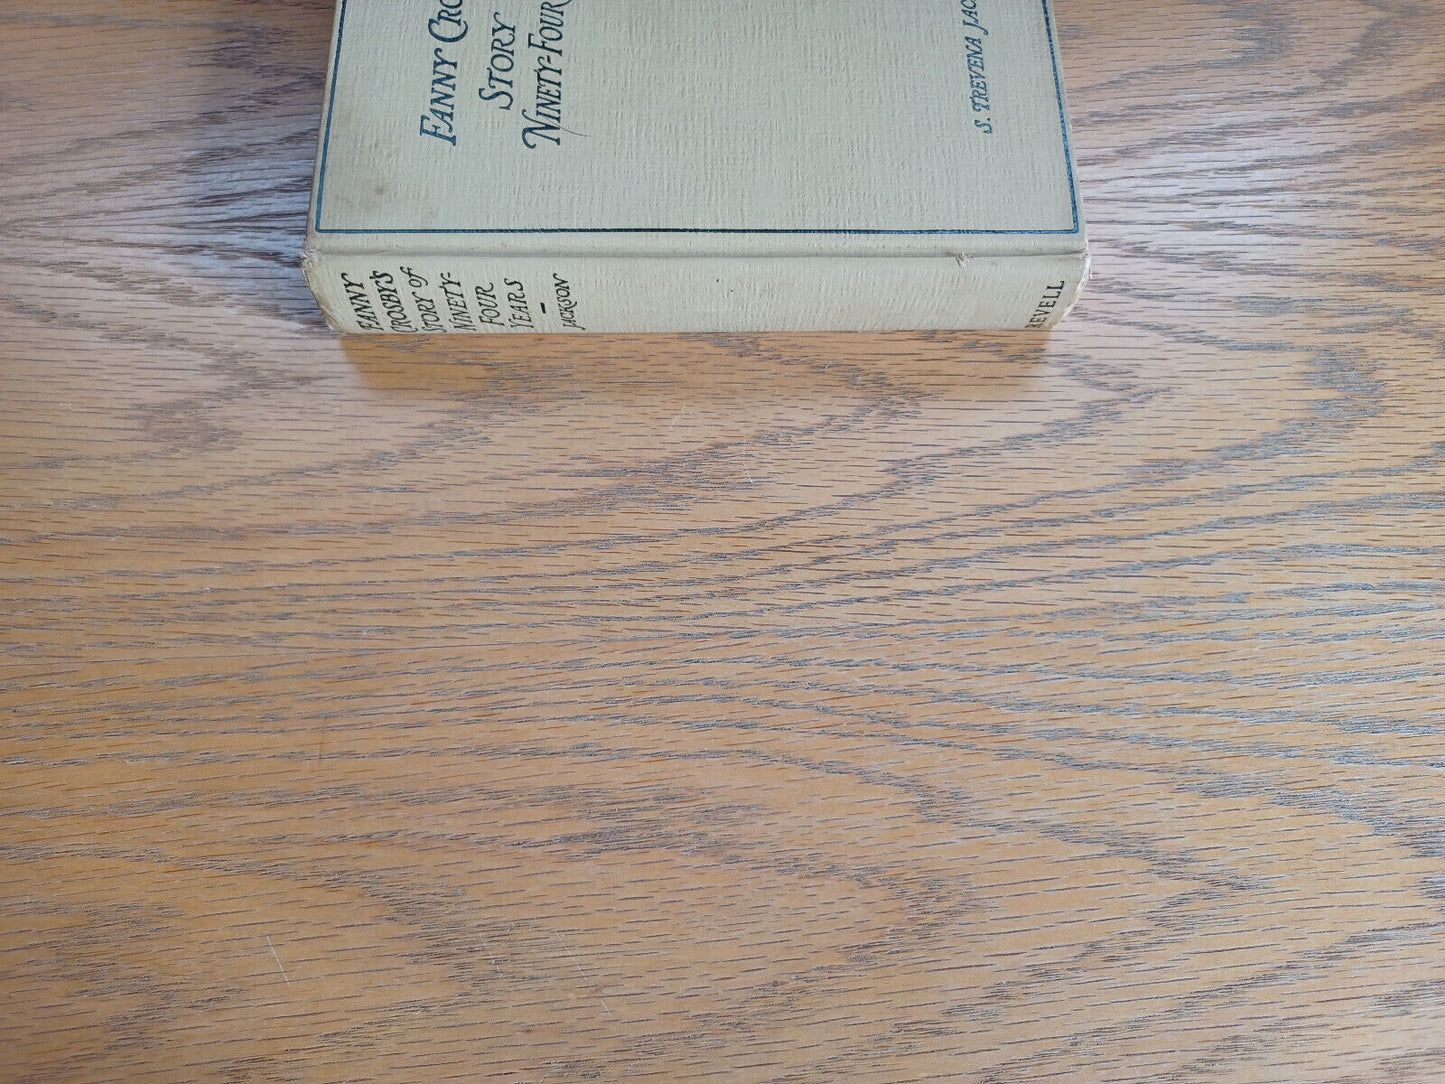 FANNY CRO
STORY
NINETY-FOUR
S. TREVENA JAC
FANNY
CROSBY'S
STORY of
NINETY-
FOUR
YEARS
-
JACKSON
REVELL